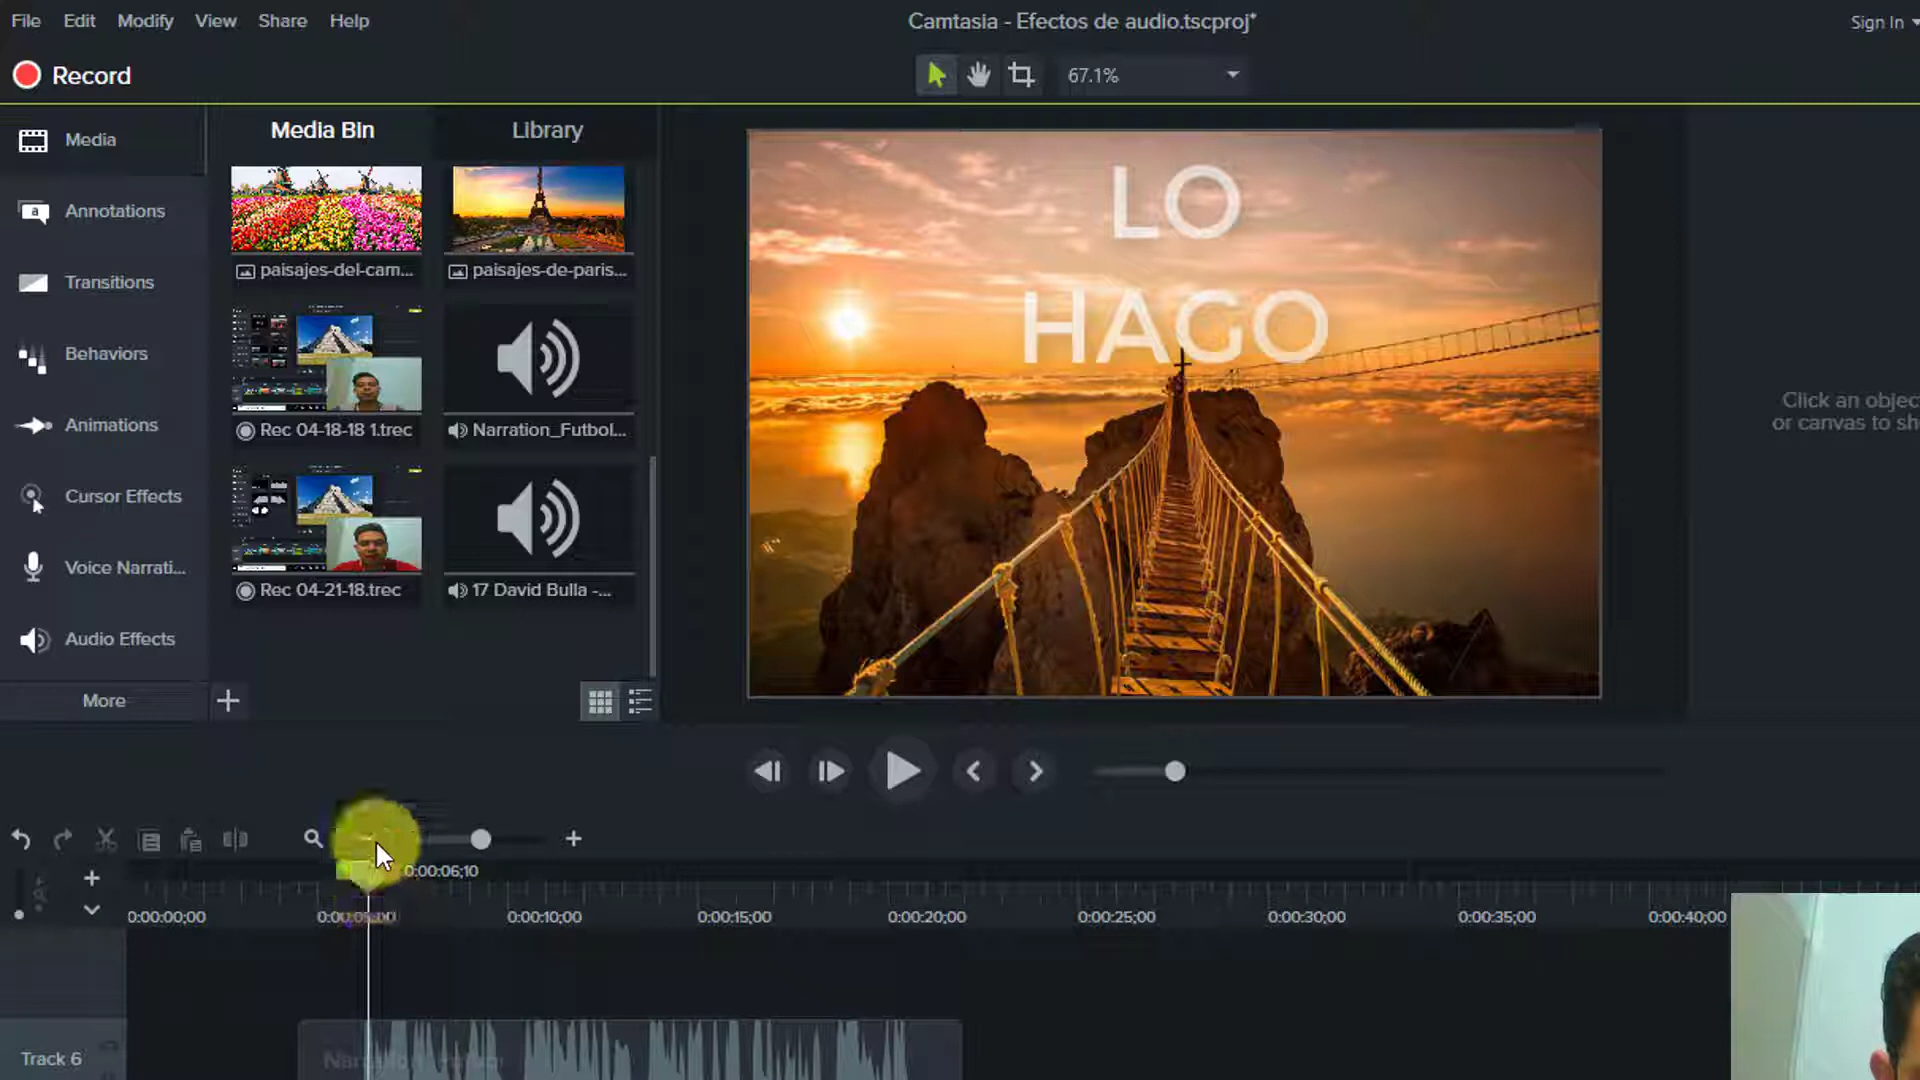 File Edit Modify View Share Help
Camtasia - Efectos de audio.tscproj*
Sign In
Record
67.1%
Media
Annotations
Transitions
Behaviors
Animations
Cursor Effects
Voice Narrati...
Audio Effects
More
Media Bin
Library
paisajes-del-cam...
paisajes-de-paris...
Rec 04-18-18 1.trec
Narration_Futbol...
Rec 04-21-18.trec
17 David Bulla -...
LO
HAGO
Click an objec
or canvas to sh
0:00:06;10
0:00:00;00 0:00:05;00 0:00:10;00 0:00:15;00 0:00:20;00 0:00:25;00 0:00:30;00 0:00:35;00 0:00:40;00
Track 6